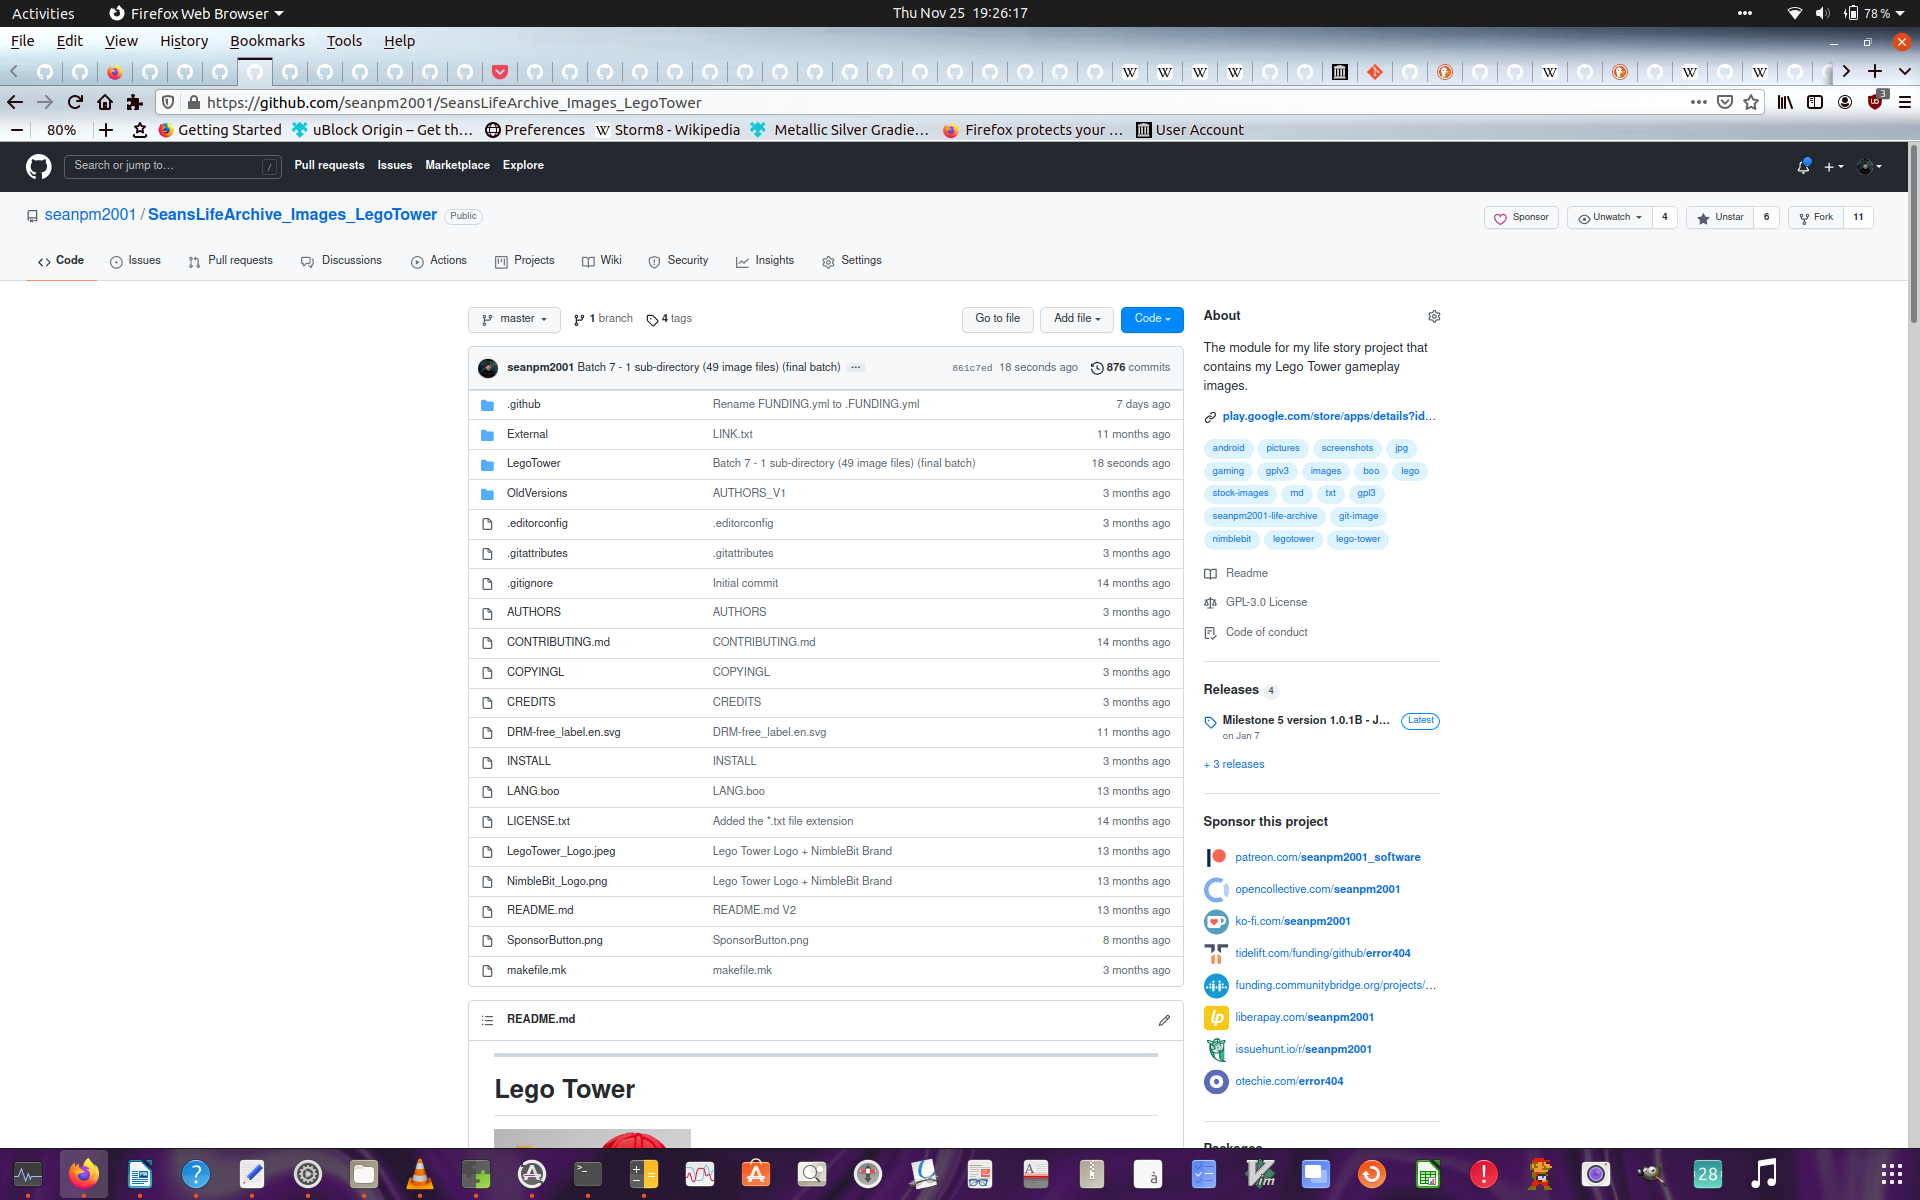 Activities Firefox Web Browser Thu Nov 25 19:26:17 78 %
File Edit View History Bookmarks Tools Help
https://github.com/seanpm2001/SeansLifeArchive_Images_LegoTower 3
80% Getting Started uBlock Origin – Get th… Preferences Storm8 - Wikipedia Metallic Silver Gradie… Firefox protects your … User Account
Search or jump to… / Pull requests Issues Marketplace Explore
seanpm2001 / SeansLifeArchive_Images_LegoTower Public Sponsor Unwatch 4 Unstar 6 Fork 11
Code Issues Pull requests Discussions Actions Projects Wiki Security Insights Settings
master 1 branch 4 tags Go to file Add file Code
seanpm2001 Batch 7 - 1 sub-directory (49 image files) (final batch) ... 861c7ed 18 seconds ago 876 commits
.github Rename FUNDING.yml to .FUNDING.yml 7 days ago
External LINK.txt 11 months ago
LegoTower Batch 7 - 1 sub-directory (49 image files) (final batch) 18 seconds ago
OldVersions AUTHORS_V1 3 months ago
.editorconfig .editorconfig 3 months ago
.gitattributes .gitattributes 3 months ago
.gitignore Initial commit 14 months ago
AUTHORS AUTHORS 3 months ago
CONTRIBUTING.md CONTRIBUTING.md 14 months ago
COPYINGL COPYINGL 3 months ago
CREDITS CREDITS 3 months ago
DRM-free_label.en.svg DRM-free_label.en.svg 11 months ago
INSTALL INSTALL 3 months ago
LANG.boo LANG.boo 13 months ago
LICENSE.txt Added the *.txt file extension 14 months ago
LegoTower_Logo.jpeg Lego Tower Logo + NimbleBit Brand 13 months ago
NimbleBit_Logo.png Lego Tower Logo + NimbleBit Brand 13 months ago
README.md README.md V2 13 months ago
SponsorButton.png SponsorButton.png 8 months ago
makefile.mk makefile.mk 3 months ago
README.md
Lego Tower
About
The module for my life story project that
contains my Lego Tower gameplay
images.
play.google.com/store/apps/details?id…
android pictures screenshots jpg
gaming gplv3 images boo lego
stock-images md txt gpl3
seanpm2001-life-archive git-image
nimblebit legotower lego-tower
Readme
GPL-3.0 License
Code of conduct
Releases 4
Milestone 5 version 1.0.1B - J… Latest
on Jan 7
+ 3 releases
Sponsor this project
patreon.com/seanpm2001_software
opencollective.com/seanpm2001
ko-fi.com/seanpm2001
tidelift.com/funding/github/error404
funding.communitybridge.org/projects/…
liberapay.com/seanpm2001
issuehunt.io/r/seanpm2001
otechie.com/error404
Packages
28